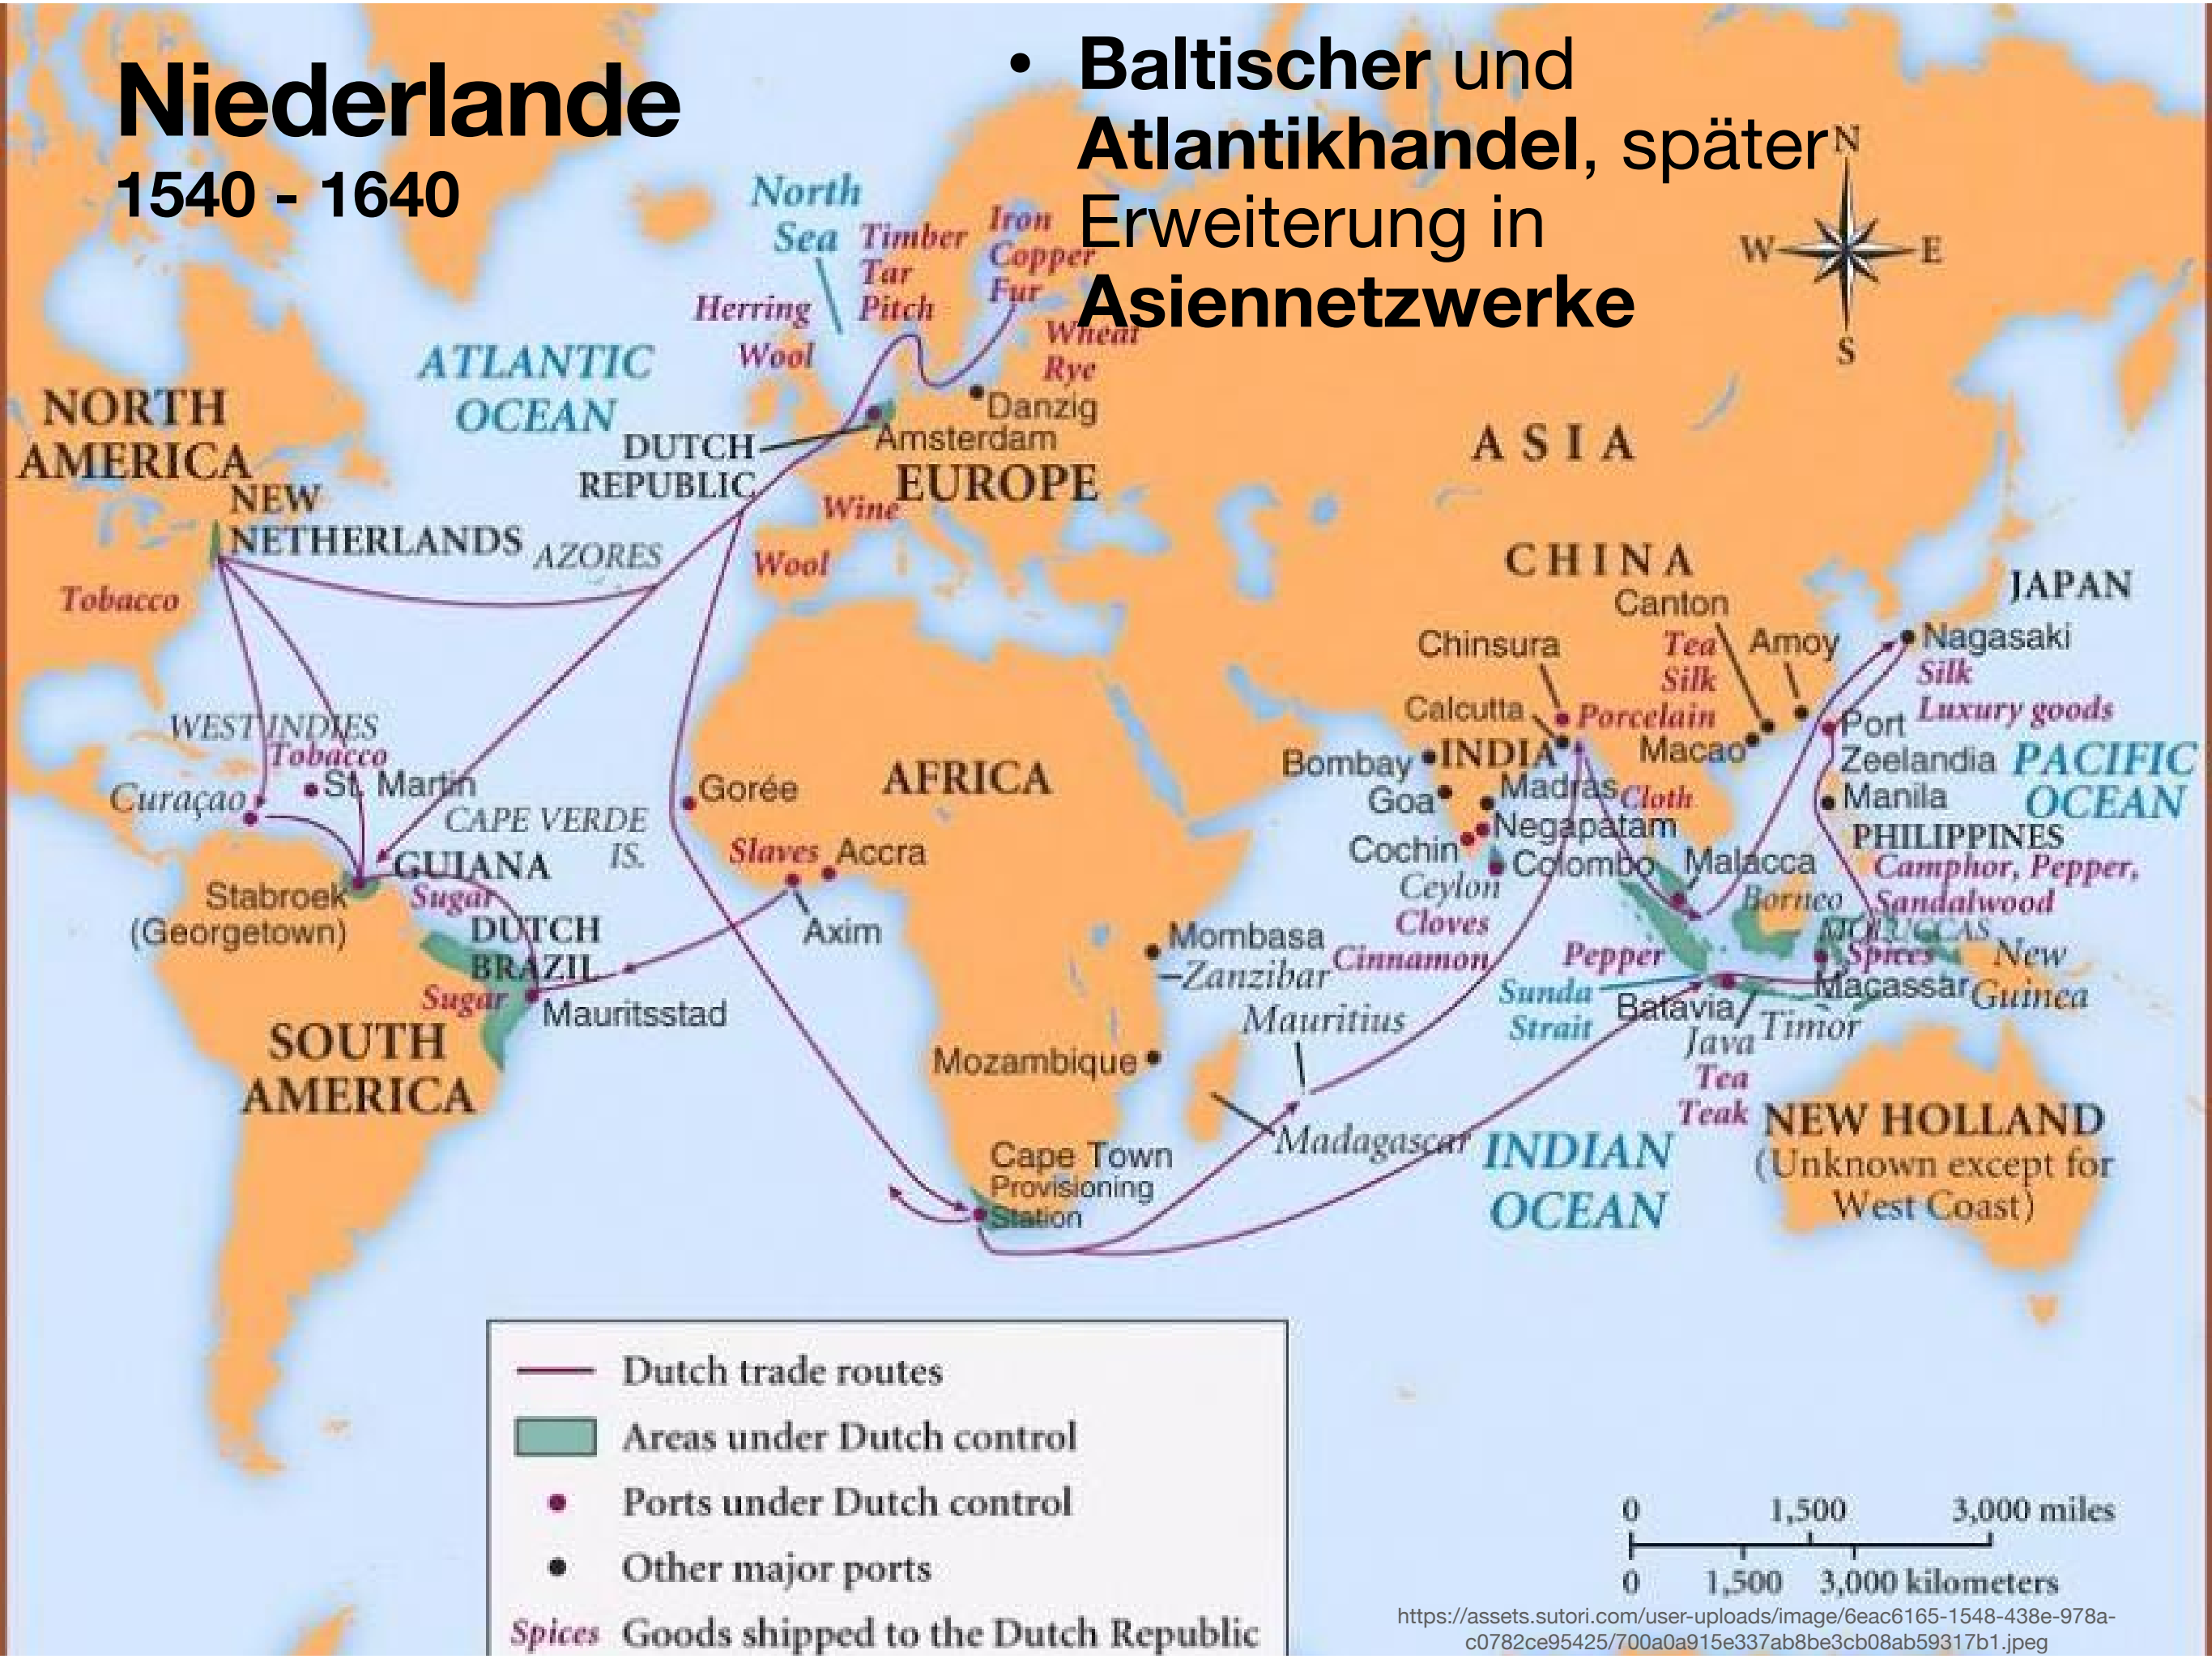 Niederlande
1540 - 1640
• Baltischer und
Atlantikhandel, später
Erweiterung in
Asiennetzwerke
N
W
E
S
North
Sea
Timber
Tar
Pitch
Iron
Copper
Fur
Herring
Wool
Wheat
Rye
ATLANTIC
OCEAN
NORTH
AMERICA
Danzig
Amsterdam
DUTCH
REPUBLIC
EUROPE
ASIA
NEW
NETHERLANDS
AZORES
Wine
Wool
Tobacco
CHINA
Canton
JAPAN
Chinsura
Tea
Silk
Amoy
Nagasaki
Silk
Luxury goods
Calcutta
Porcelain
Port
Zeelandia
PACIFIC
OCEAN
WEST INDIES
Tobacco
St. Martin
Curaçao
CAPE VERDE
IS.
Gorée
AFRICA
Bombay
INDIA
Macao
Goa
Madras
Cloth
Manila
Negapatam
PHILIPPINES
Cochin
Colombo
Malacca
Camphor, Pepper,
Sandalwood
Ceylon
Borneo
Cloves
Cinnamon
MOLUCCAS
Spices
New
Guinea
GUIANA
Sugar
Slaves
Accra
Axim
Stabroek
(Georgetown)
DUTCH
BRAZIL
Sugar
Mauritsstad
SOUTH
AMERICA
Mombasa
Zanzibar
Mauritius
Pepper
Sunda
Strait
Batavia
Macassar
Java
Timor
Tea
Teak
Mozambique
Madagascar
INDIAN
OCEAN
NEW HOLLAND
(Unknown except for
West Coast)
Cape Town
Provisioning
Station
Dutch trade routes
Areas under Dutch control
Ports under Dutch control
Other major ports
Spices Goods shipped to the Dutch Republic
0 1,500 3,000 miles
0 1,500 3,000 kilometers
https://assets.sutori.com/user-uploads/image/6eac6165-1548-438e-978a-
c0782ce95425/700a0a915e337ab8be3cb08ab59317b1.jpeg